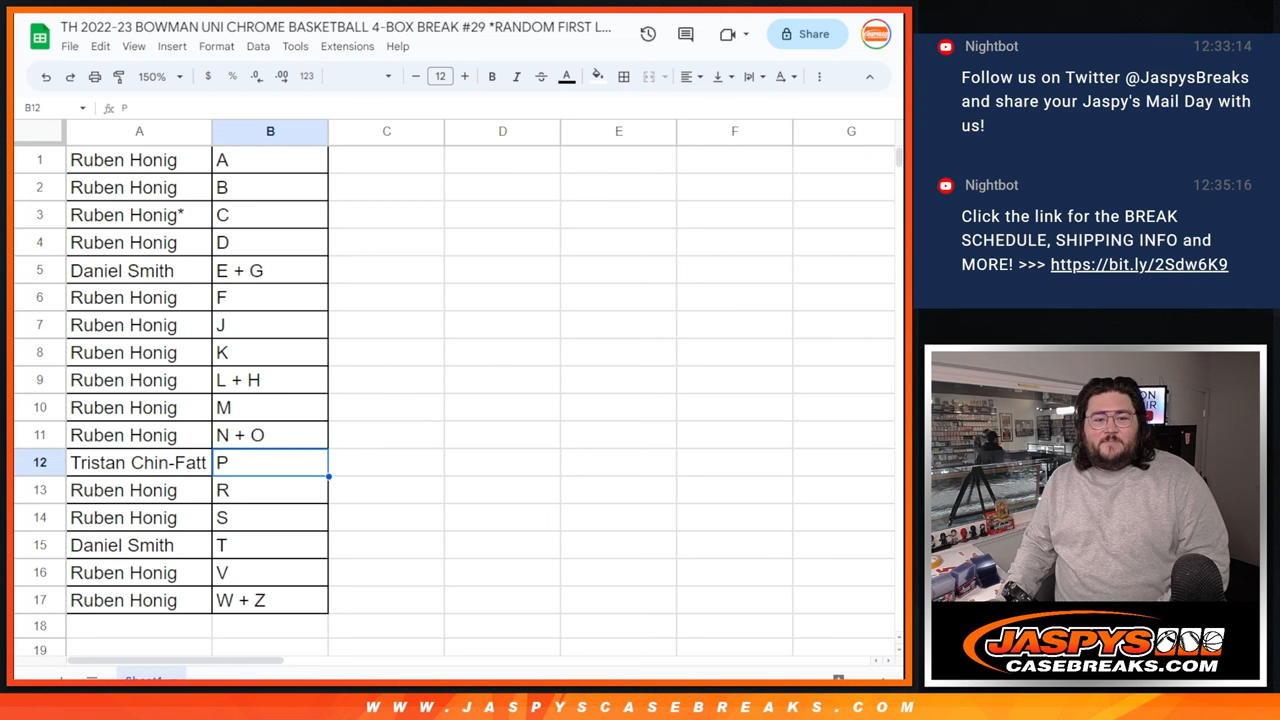 TH 2022-23 BOWMAN UNI CHROME BASKETBALL 4-BOX BREAK #29 *RANDOM FIRST L...
File Edit View Insert Format Data Tools Extensions Help
Share
150% $ % .0 .00 123 12 B I A
B12 P
A B C D E F G
1 Ruben Honig A
2 Ruben Honig B
3 Ruben Honig* C
4 Ruben Honig D
5 Daniel Smith E + G
6 Ruben Honig F
7 Ruben Honig J
8 Ruben Honig K
9 Ruben Honig L + H
10 Ruben Honig M
11 Ruben Honig N + O
12 Tristan Chin-Fatt P
13 Ruben Honig R
14 Ruben Honig S
15 Daniel Smith T
16 Ruben Honig V
17 Ruben Honig W + Z
18
19
Nightbot 12:33:14
Follow us on Twitter @JaspysBreaks
and share your Jaspy's Mail Day with
us!
Nightbot 12:35:16
Click the link for the BREAK
SCHEDULE, SHIPPING INFO and
MORE! >>> https://bit.ly/2Sdw6K9
JASPYS
CASEBREAKS.COM
WWW.JASPYSCASEBREAKS.COM